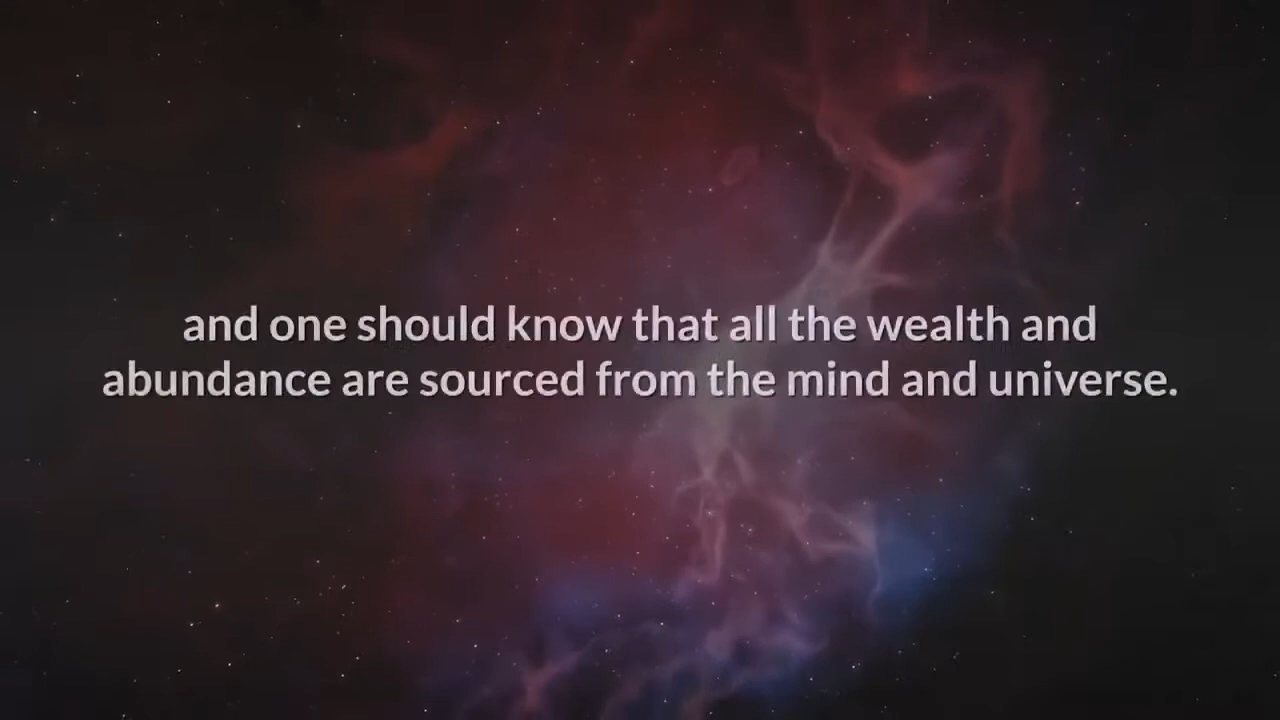 and one should know that all the wealth and
abundance are sourced from the mind and universe.